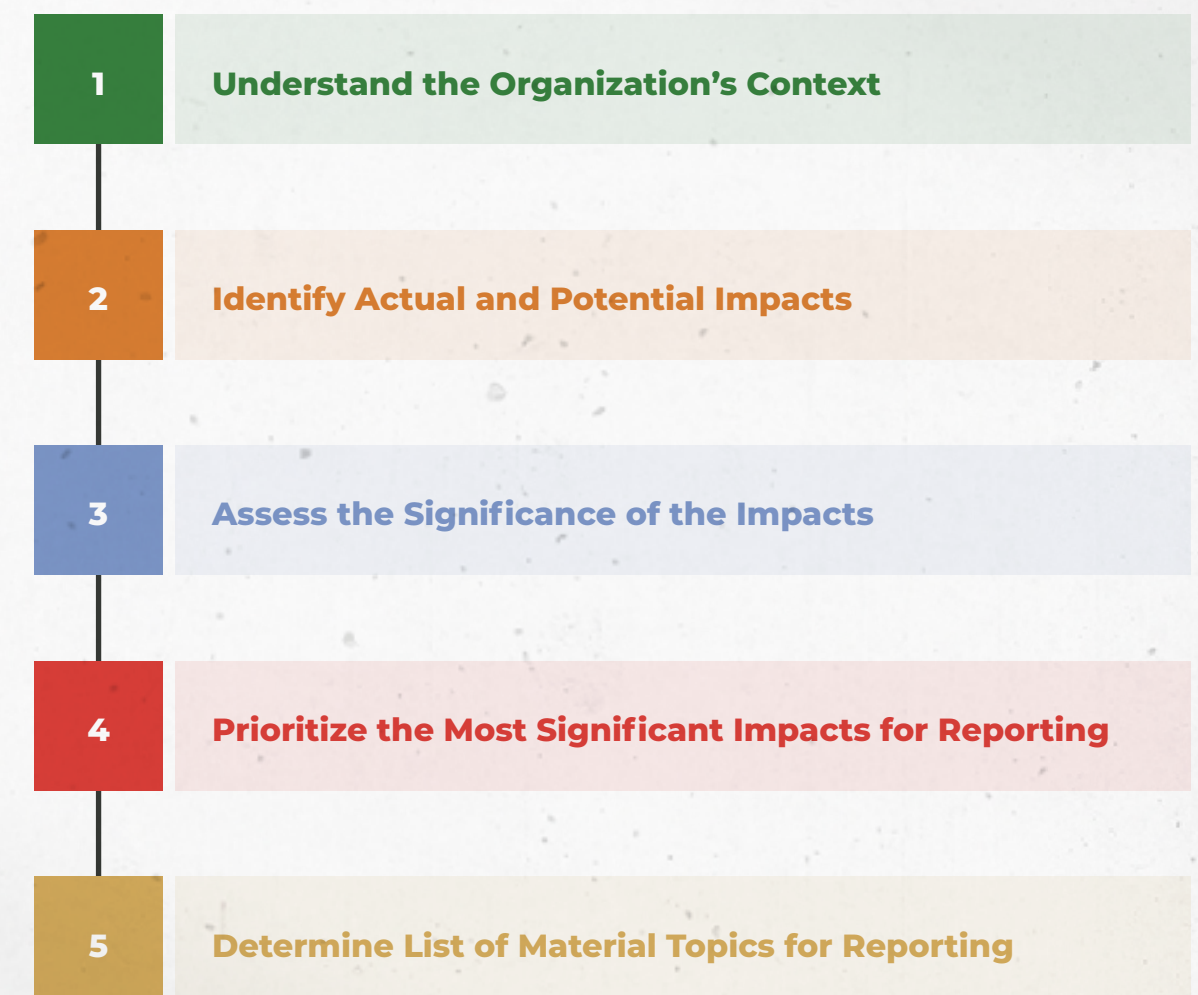 1
Understand the Organization’s Context
2
Identify Actual and Potential Impacts
3
Assess the Significance of the Impacts
4
Prioritize the Most Significant Impacts for Reporting
5
Determine List of Material Topics for Reporting